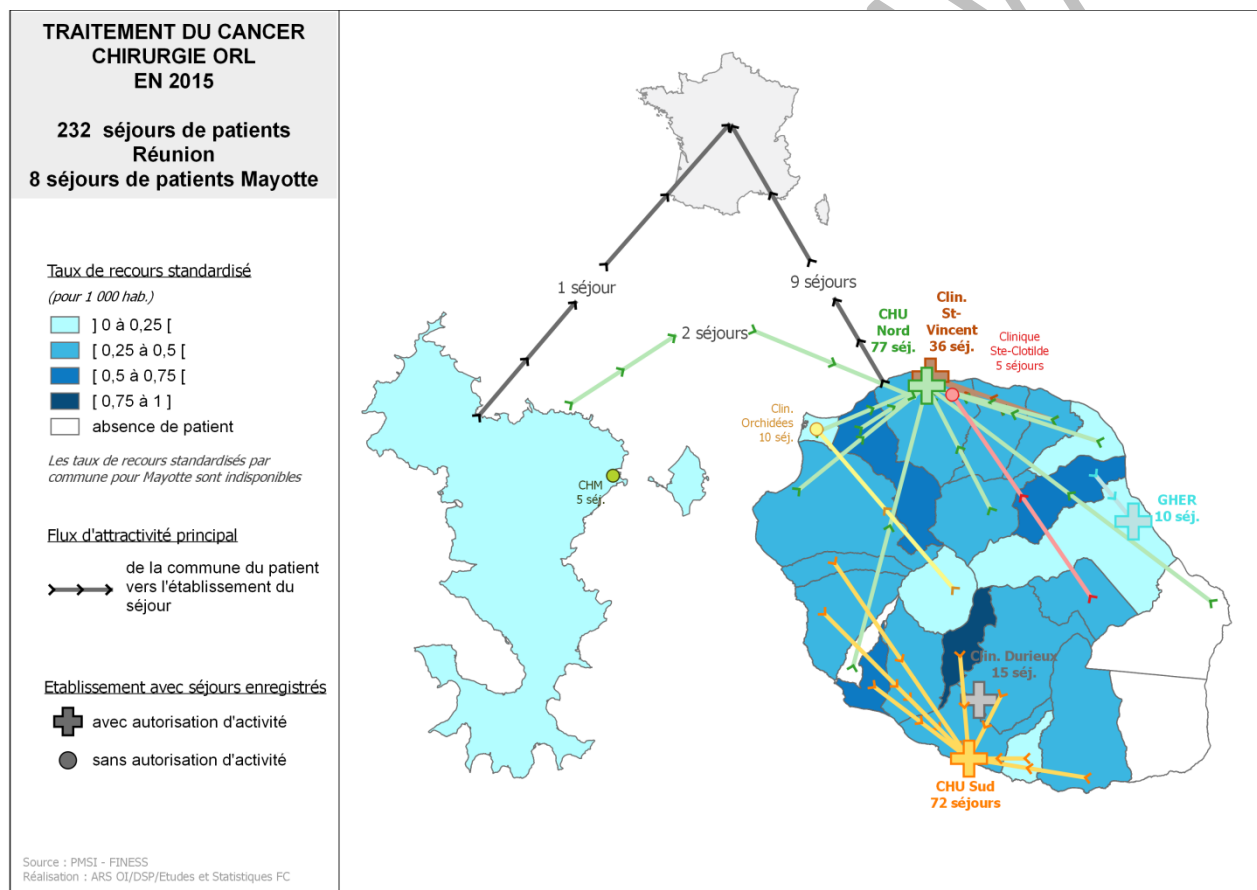 TRAITEMENT DU CANCER
CHIRURGIE ORL
EN 2015
232 séjours de patients
Réunion
8 séjours de patients Mayotte
Taux de recours standardisé
(pour 1 000 hab.)
] 0 à 0,25 [
[ 0,25 à 0,5 [
[ 0,5 à 0,75 [
[ 0,75 à 1 ]
absence de patient
Les taux de recours standardisés par
commune pour Mayotte sont indisponibles
Flux d'attractivité principal
de la commune du patient
vers l'établissement du
séjour
Etablissement avec séjours enregistrés
avec autorisation d'activité
sans autorisation d'activité
Source : PMSI - FINESS
Réalisation : ARS OI/DSP/Etudes et Statistiques FC
1 séjour
9 séjours
2 séjours
CHU
Nord
77 séj.
Clin.
St-
Vincent
36 séj.
Clinique
Ste-Clotilde
5 séjours
Clin.
Orchidées
10 séj.
CHM
5 séj.
GHER
10 séj.
Clin. Durieux
15 séj.
CHU Sud
72 séjours